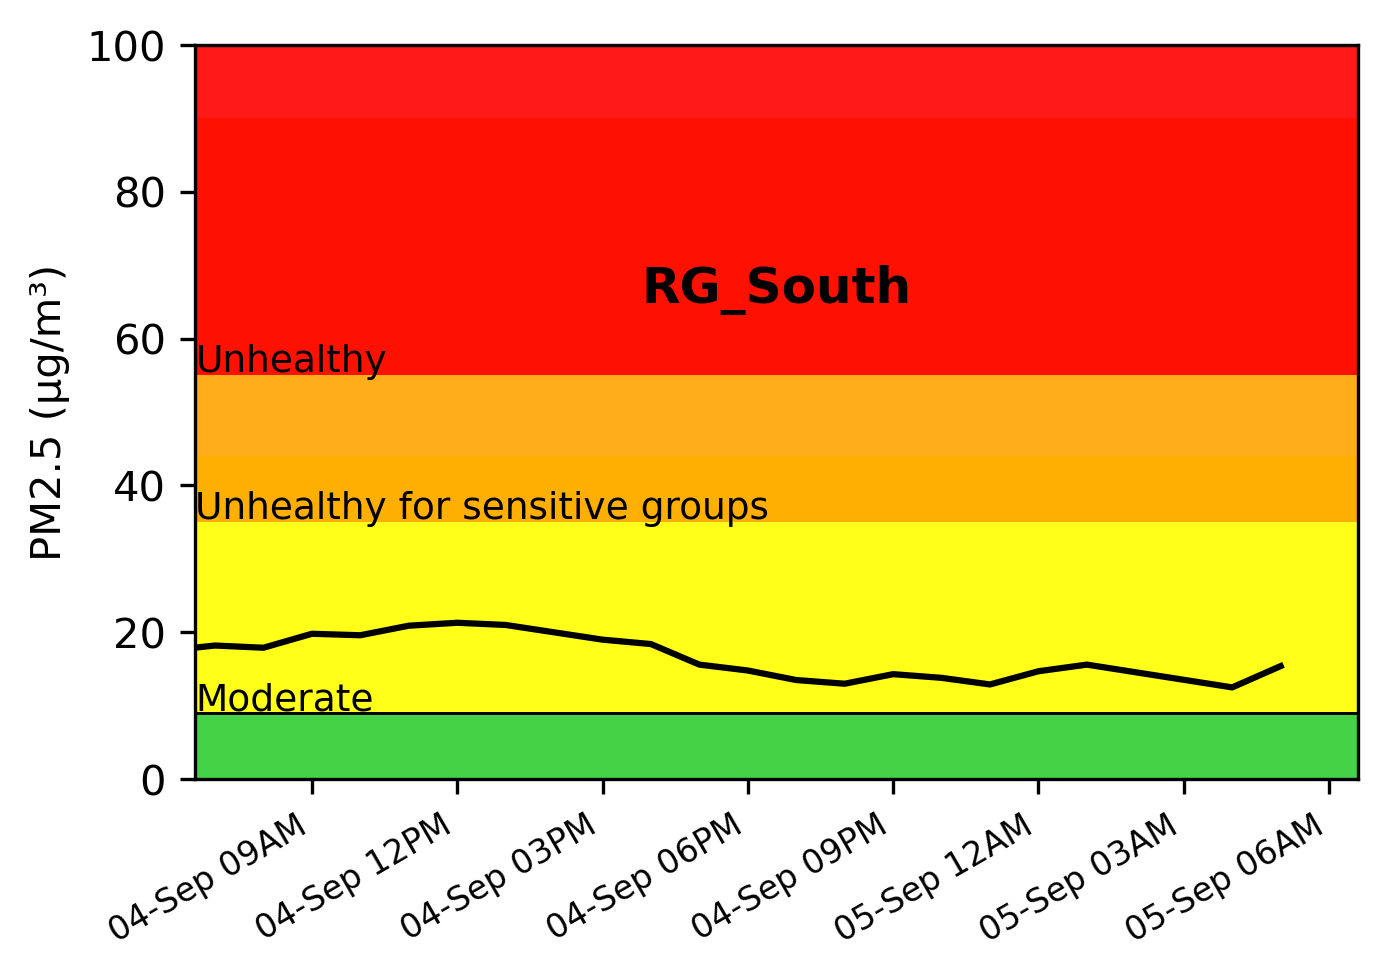 100
80
60
40
20
0
PM2.5 (µg/m³)
RG_South
Unhealthy
Unhealthy for sensitive groups
Moderate
04-Sep 09AM
04-Sep 12PM
04-Sep 03PM
04-Sep 06PM
04-Sep 09PM
05-Sep 12AM
05-Sep 03AM
05-Sep 06AM